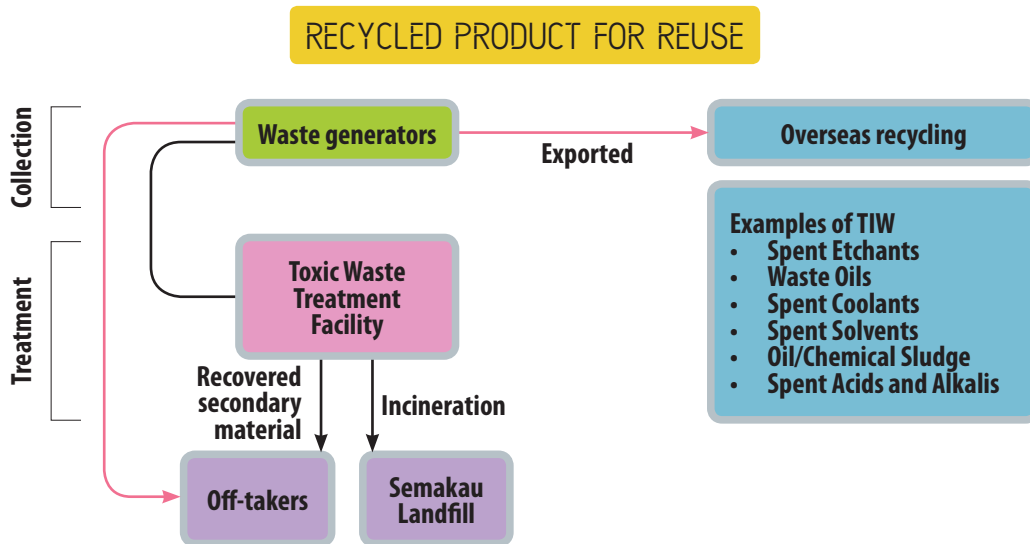 RECYCLED PRODUCT FOR REUSE
Collection
Waste generators
Exported
Overseas recycling
Examples of TIW
• Spent Etchants
• Waste Oils
• Spent Coolants
• Spent Solvents
• Oil/Chemical Sludge
• Spent Acids and Alkalis
Treatment
Toxic Waste
Treatment
Facility
Recovered
secondary
material
Incineration
Off-takers
Semakau
Landfill